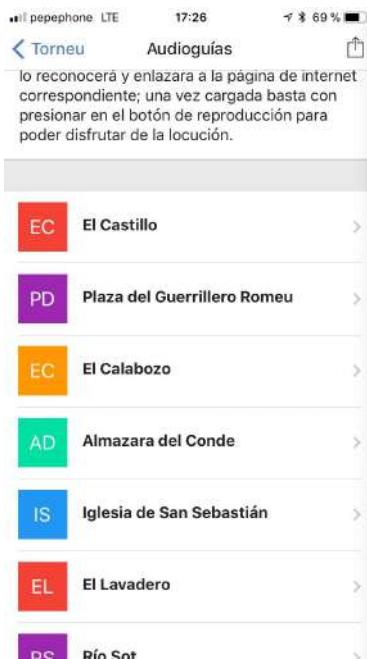 pepephone LTE 17:26 69 %
Torneu Audioguías
lo reconocerá y enlazara a la página de internet
correspondiente; una vez cargada basta con
presionar en el botón de reproducción para
poder disfrutar de la locución.
EC El Castillo
PD Plaza del Guerrillero Romeu
EC El Calabozo
AD Almazara del Conde
IS Iglesia de San Sebastián
EL El Lavadero
RS Río Sot